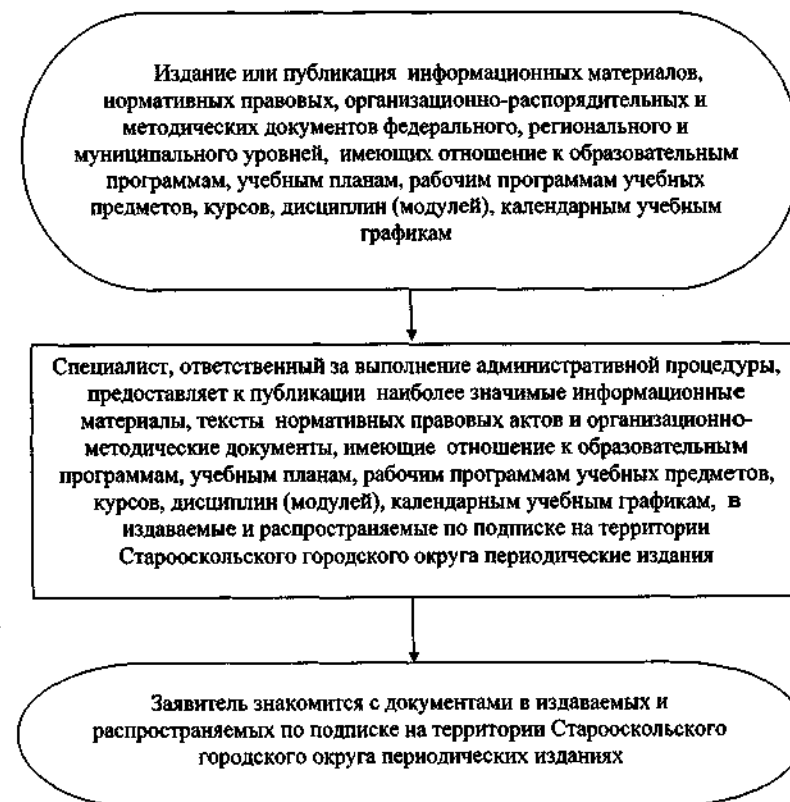 Издание или публикация информационных материалов,
нормативных правовых, организационно-распорядительных и
методических документов федерального, регионального и
муниципального уровней, имеющих отношение к образовательным
программам, учебным планам, рабочим программам учебных
предметов, курсов, дисциплин (модулей), календарным учебным
графикам
Специалист, ответственный за выполнение административной процедуры,
предоставляет к публикации наиболее значимые информационные
материалы, тексты нормативных правовых актов и организационно-
методические документы, имеющие отношение к образовательным
программам, учебным планам, рабочим программам учебных предметов,
курсов, дисциплин (модулей), календарным учебным графикам, в
издаваемые и распространяемые по подписке на территории
Старооскольского городского округа периодические издания
Заявитель знакомится с документами в издаваемых и
распространяемых по подписке на территории Старооскольского
городского округа периодических изданиях